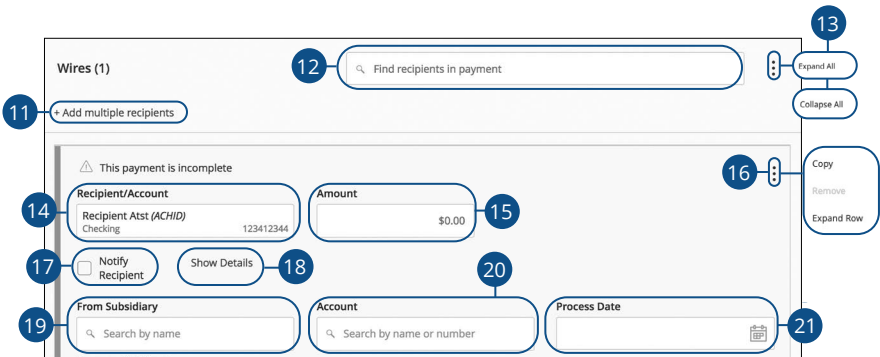 13
Wires (1)
12
Find recipients in payment
Expand All
11
+ Add multiple recipients
Collapse All
This payment is incomplete
16
Copy
Remove
Expand Row
14
Recipient/Account
Recipient Atst (ACHID)
Checking 123412344
Amount
$0.00
15
17
Notify
Recipient
Show Details
18
20
19
From Subsidiary
Search by name
Account
Search by name or number
Process Date
21